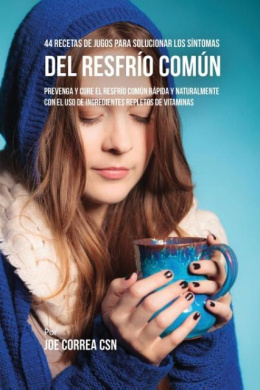 44 RECETAS DE JUGOS PARA SOLUCIONAR LOS SÍNTOMAS
DEL RESFRÍO COMÚN
PREVENGA Y CURE EL RESFRÍO COMÚN RÁPIDA Y NATURALMENTE
CON EL USO DE INGREDIENTES REPLETOS DE VITAMINAS
Por
JOE CORREA CSN